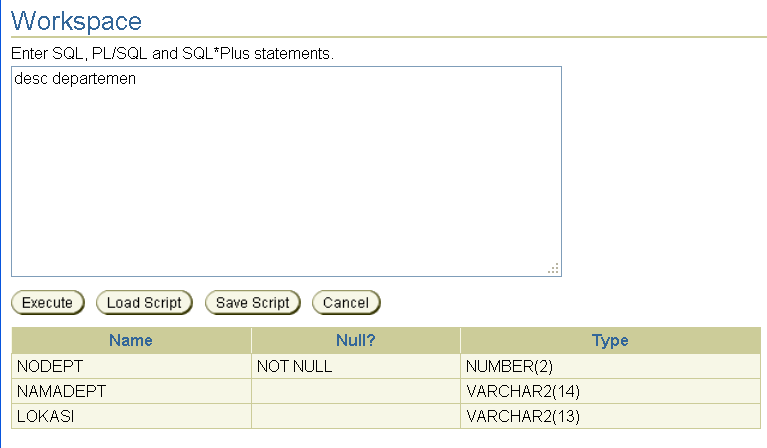 Workspace
Enter SQL, PL/SQL and SQL*Plus statements.
desc departemen
Execute Load Script Save Script Cancel
Name Null? Type
NODEPT NOT NULL NUMBER(2)
NAMADEPT VARCHAR2(14)
LOKASI VARCHAR2(13)